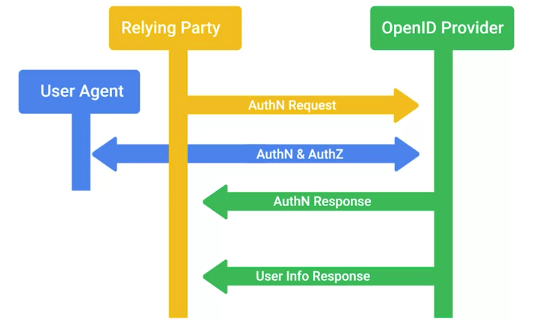 Relying Party
OpenID Provider
User Agent
AuthN Request
AuthN & AuthZ
AuthN Response
User Info Response